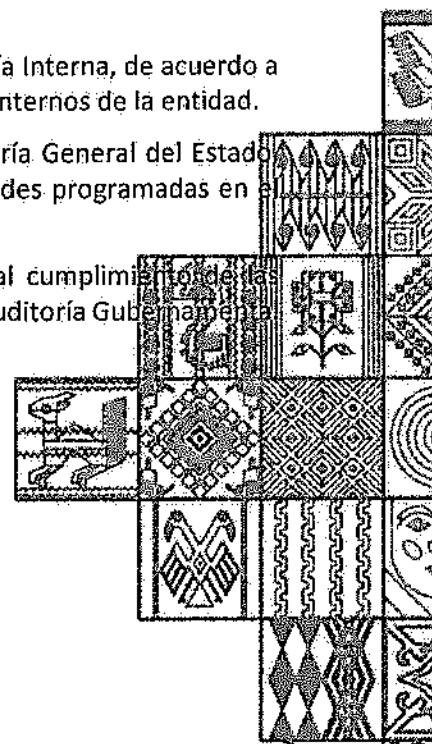 ía Interna, de acuerdo a
nternos de la entidad.
ría General del Estado
des programadas en el
al cumplimiento de las
uditoría Gubernamental